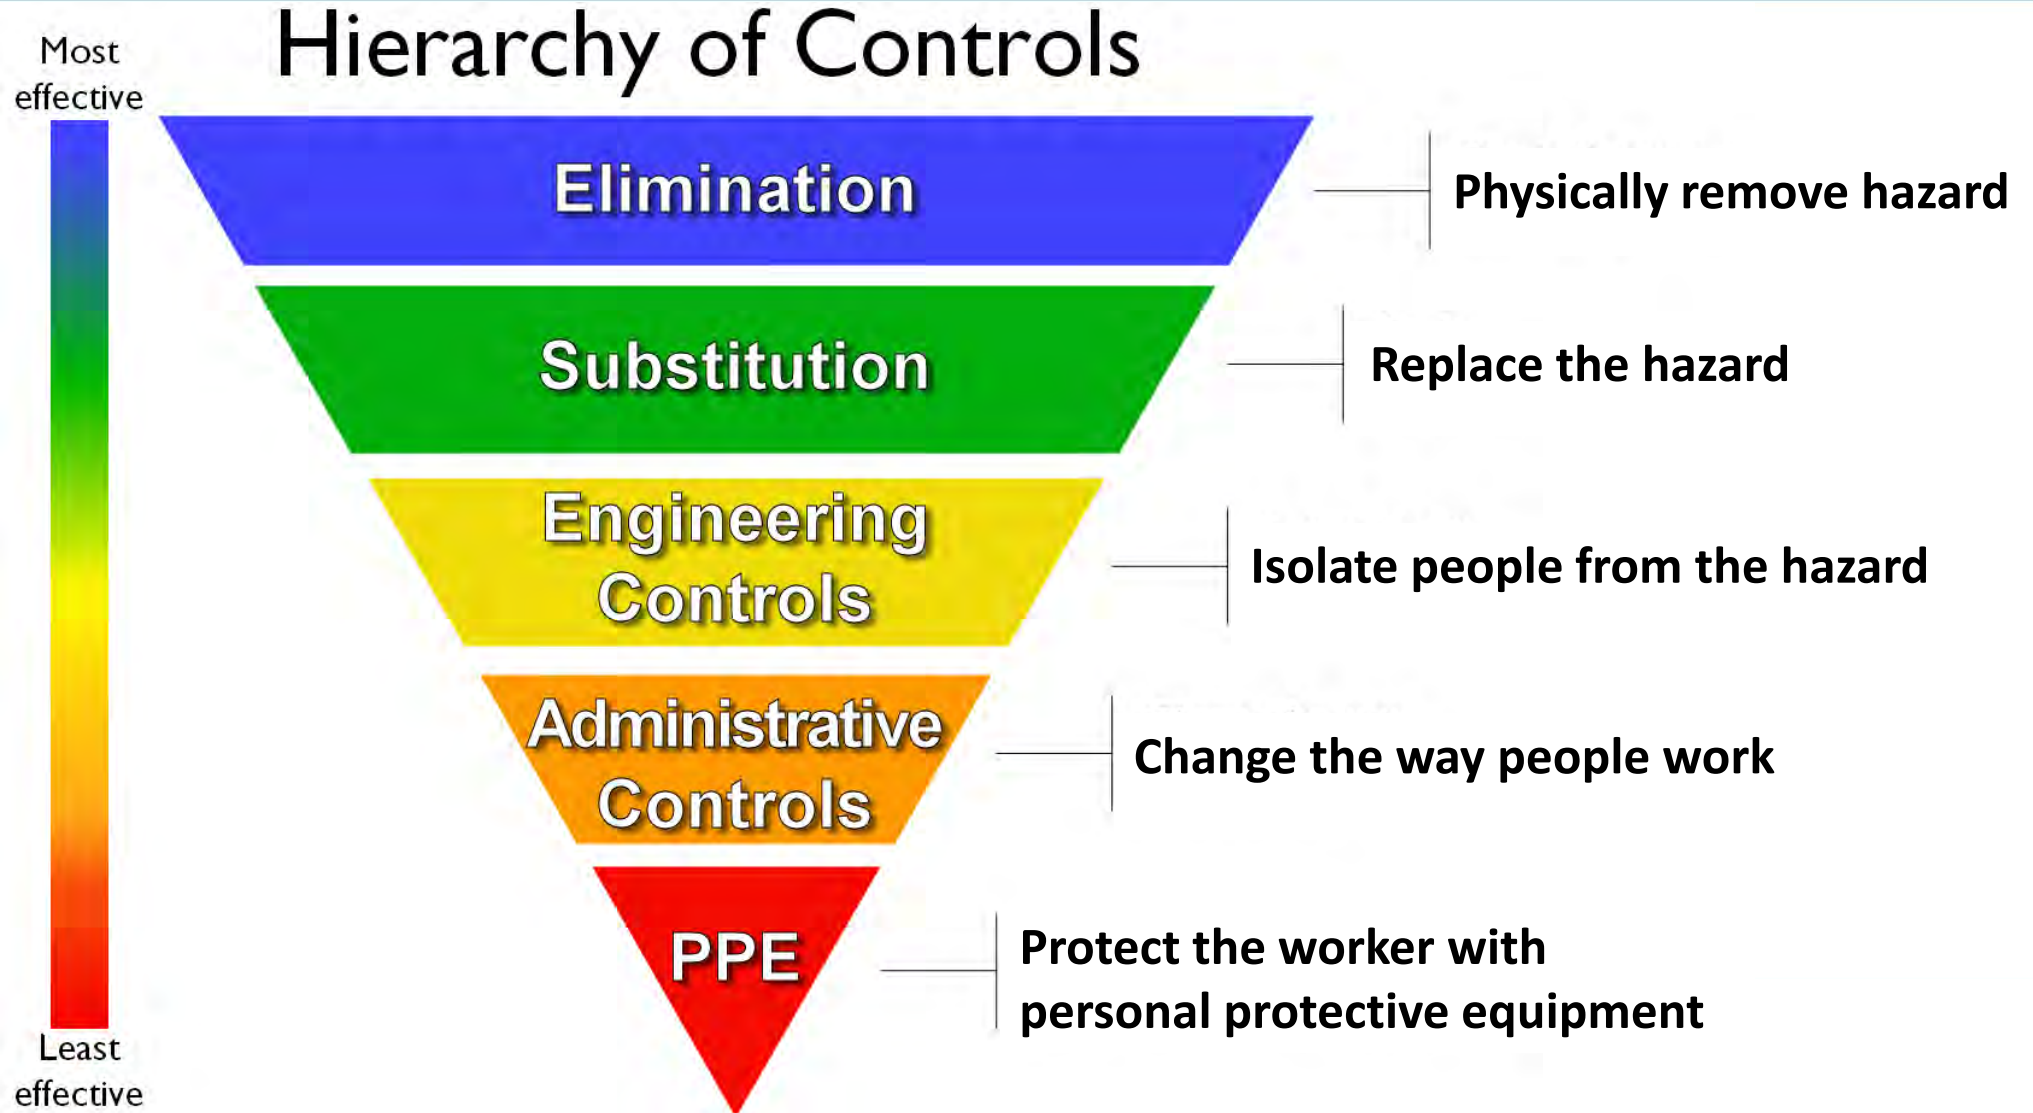 Hierarchy of Controls
Most
effective
Elimination
Physically remove hazard
Substitution
Replace the hazard
Engineering
Controls
Isolate people from the hazard
Administrative
Controls
Change the way people work
PPE
Protect the worker with
personal protective equipment
Least
effective